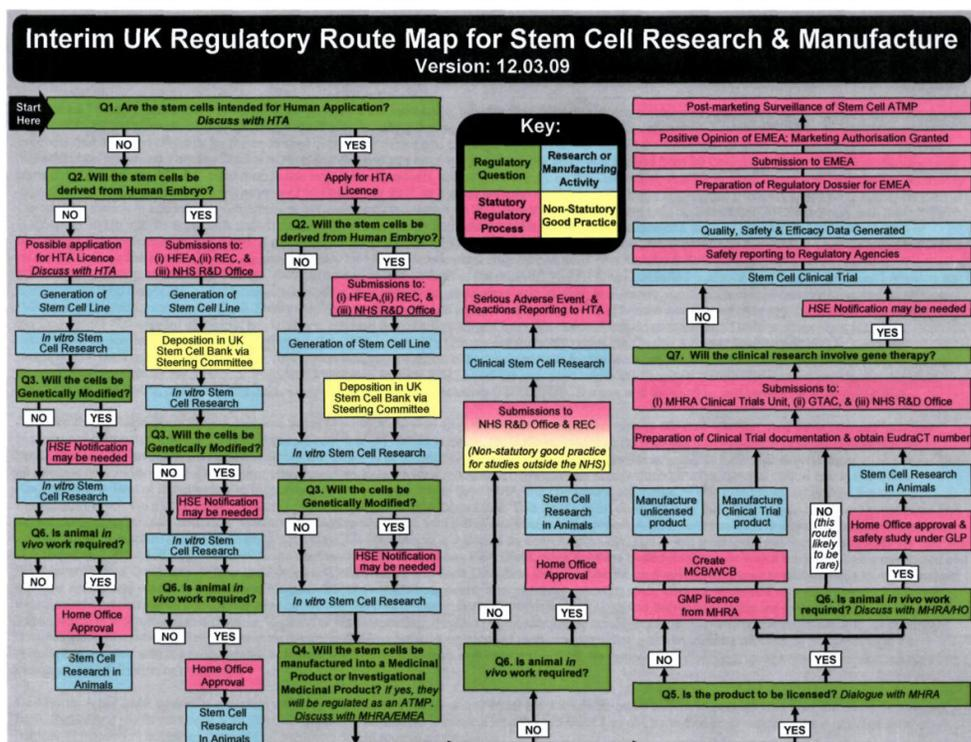 Interim UK Regulatory Route Map for Stem Cell Research & Manufacture
Version: 12.03.09
Start
Here
Q1. Are the stem cells intended for Human Application?
Discuss with HTA
NO
YES
Q2. Will the stem cells be
derived from Human Embryo?
NO
YES
Possible application
for HTA Licence
Discuss with HTA
Generation of
Stem Cell Line
In vitro Stem
Cell Research
Q3. Will the cells be
Genetically Modified?
NO
YES
HSE Notification
may be needed
In vitro Stem
Cell Research
Q6. Is animal in
vivo work required?
NO
YES
Home Office
Approval
Stem Cell
Research in
Animals
Submissions to:
(i) HFEA,(ii) REC, &
(iii) NHS R&D Office
Generation of
Stem Cell Line
Deposition in UK
Stem Cell Bank via
Steering Committee
In vitro Stem
Cell Research
Q3. Will the cells be
Genetically Modified?
NO
YES
HSE Notification
may be needed
In vitro Stem
Cell Research
Q6. Is animal in
vivo work required?
NO
YES
Home Office
Approval
Stem Cell
Research
In Animals
Apply for HTA
Licence
Q2. Will the stem cells be
derived from Human Embryo?
NO
YES
Submissions to:
(i) HFEA,(ii) REC, &
(iii) NHS R&D Office
Generation of Stem Cell Line
Deposition in UK
Stem Cell Bank via
Steering Committee
In vitro Stem Cell Research
Q3. Will the cells be
Genetically Modified?
NO
YES
HSE Notification
may be needed
In vitro Stem Cell Research
Q4. Will the stem cells be
manufactured into a Medicinal
Product or Investigational
Medicinal Product? If yes, they
will be regulated as an ATMP.
Discuss with MHRA/EMEA
Key:
Regulatory
Question
Research or
Manufacturing
Activity
Statutory
Regulatory
Process
Non-Statutory
Good Practice
Serious Adverse Event &
Reactions Reporting to HTA
Clinical Stem Cell Research
Submissions to
NHS R&D Office & REC
(Non-statutory good practice
for studies outside the NHS)
Stem Cell
Research
in Animals
Home Office
Approval
NO
YES
Q6. Is animal in
vivo work required?
NO
Post-marketing Surveillance of Stem Cell ATMP
Positive Opinion of EMEA: Marketing Authorisation Granted
Submission to EMEA
Preparation of Regulatory Dossier for EMEA
Quality, Safety & Efficacy Data Generated
Safety reporting to Regulatory Agencies
Stem Cell Clinical Trial
NO
HSE Notification may be needed
YES
Q7. Will the clinical research involve gene therapy?
Submissions to:
(i) MHRA Clinical Trials Unit, (ii) GTAC, & (iii) NHS R&D Office
Preparation of Clinical Trial documentation & obtain EudraCT number
Manufacture
unlicensed
product
Manufacture
Clinical Trial
product
NO
(this
route
likely
to be
rare)
Stem Cell Research
in Animals
Home Office approval &
safety study under GLP
YES
Create
MCB/WCB
GMP licence
from MHRA
Q6. Is animal in vivo work
required? Discuss with MHRA/HO
NO
YES
Q5. Is the product to be licensed? Dialogue with MHRA
YES